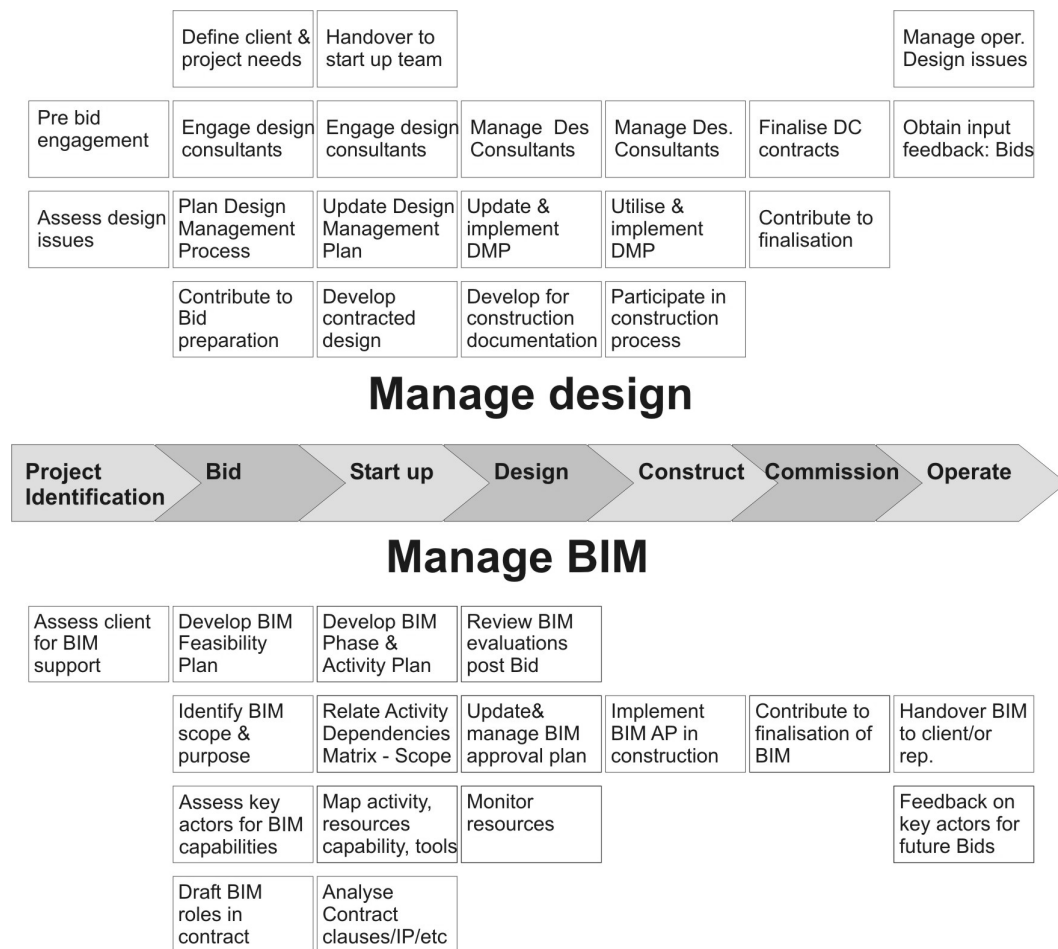 Define client &
project needs
Handover to
start up team
Manage oper.
Design issues
Pre bid
engagement
Engage design
consultants
Engage design
consultants
Manage Des
Consultants
Manage Des.
Consultants
Finalise DC
contracts
Obtain input
feedback: Bids
Assess design
issues
Plan Design
Management
Process
Update Design
Management
Plan
Update &
implement
DMP
Utilise &
implement
DMP
Contribute to
finalisation
Contribute to
Bid
preparation
Develop
contracted
design
Develop for
construction
documentation
Participate in
construction
process
Manage design
Project
Identification
Bid
Start up
Design
Construct
Commission
Operate
Manage BIM
Assess client
for BIM
support
Develop BIM
Feasibility
Plan
Develop BIM
Phase &
Activity Plan
Review BIM
evaluations
post Bid
Identify BIM
scope &
purpose
Relate Activity
Dependencies
Matrix - Scope
Update&
manage BIM
approval plan
Implement
BIM AP in
construction
Contribute to
finalisation of
BIM
Handover BIM
to client/or
rep.
Assess key
actors for BIM
capabilities
Map activity,
resources
capability, tools
Monitor
resources
Feedback on
key actors for
future Bids
Draft BIM
roles in
contract
Analyse
Contract
clauses/IP/etc